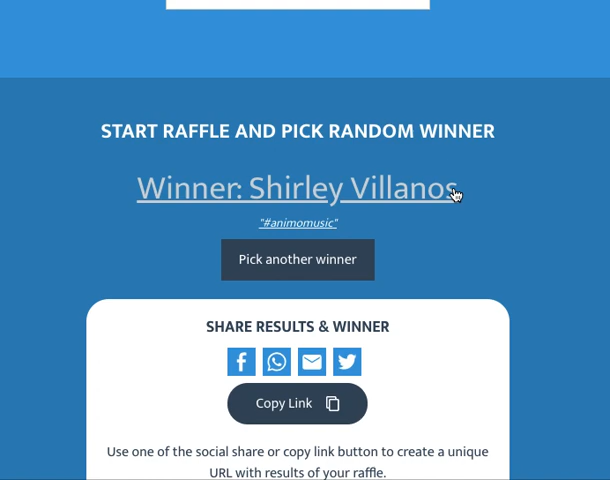 START RAFFLE AND PICK RANDOM WINNER
Winner: Shirley Villanos
"#animomusic"
Pick another winner
SHARE RESULTS & WINNER
Copy Link
Use one of the social share or copy link button to create a unique
URL with results of your raffle.